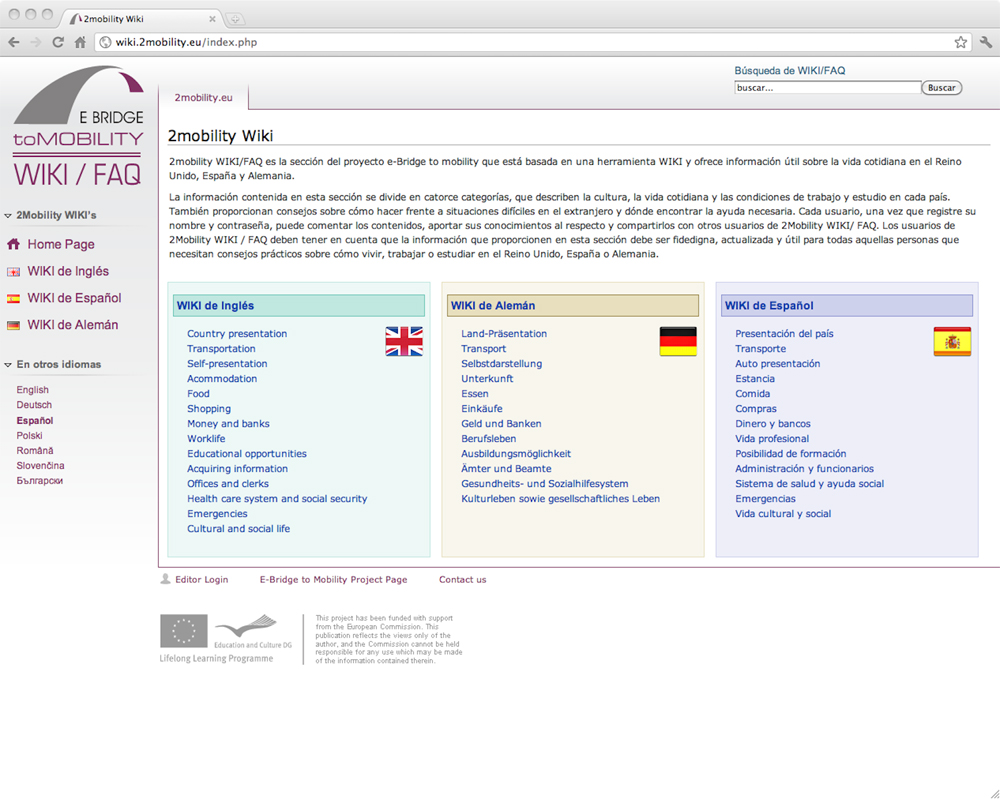 2mobility Wiki
wiki.2mobility.eu/index.php
E BRIDGE
toMOBILITY
WIKI / FAQ
2Mobility WIKI's
Home Page
WIKI de Inglés
WIKI de Español
WIKI de Alemán
En otros idiomas
English
Deutsch
Español
Polski
Română
Slovenčina
Български
2mobility.eu
Búsqueda de WIKI/FAQ
buscar...
Buscar
2mobility Wiki
2mobility WIKI/FAQ es la sección del proyecto e-Bridge to mobility que está basada en una herramienta WIKI y ofrece información útil sobre la vida cotidiana en el Reino
Unido, España y Alemania.
La información contenida en esta sección se divide en catorce categorías, que describen la cultura, la vida cotidiana y las condiciones de trabajo y estudio en cada país.
También proporcionan consejos sobre cómo hacer frente a situaciones difíciles en el extranjero y dónde encontrar la ayuda necesaria. Cada usuario, una vez que registre su
nombre y contraseña, puede comentar los contenidos, aportar sus conocimientos al respecto y compartirlos con otros usuarios de 2Mobility WIKI/ FAQ. Los usuarios de
2Mobility WIKI / FAQ deben tener en cuenta que la información que proporcionen en esta sección debe ser fidedigna, actualizada y útil para todas aquellas personas que
necesitan consejos prácticos sobre cómo vivir, trabajar o estudiar en el Reino Unido, España o Alemania.
WIKI de Inglés
Country presentation
Transportation
Self-presentation
Acommodation
Food
Shopping
Money and banks
Worklife
Educational opportunities
Acquiring information
Offices and clerks
Health care system and social security
Emergencies
Cultural and social life
WIKI de Alemán
Land-Präsentation
Transport
Selbstdarstellung
Unterkunft
Essen
Einkäufe
Geld und Banken
Berufsleben
Ausbildungsmöglichkeit
Ämter und Beamte
Gesundheits- und Sozialhilfesystem
Kulturleben sowie gesellschaftliches Leben
WIKI de Español
Presentación del país
Transporte
Auto presentación
Estancia
Comida
Compras
Dinero y bancos
Vida profesional
Posibilidad de formación
Administración y funcionarios
Sistema de salud y ayuda social
Emergencias
Vida cultural y social
Editor Login
E-Bridge to Mobility Project Page
Contact us
Education and Culture DG
Lifelong Learning Programme
This project has been funded with support
from the European Commission. This
publication reflects the views only of the
author, and the Commission cannot be held
responsible for any use which may be made
of the information contained therein.